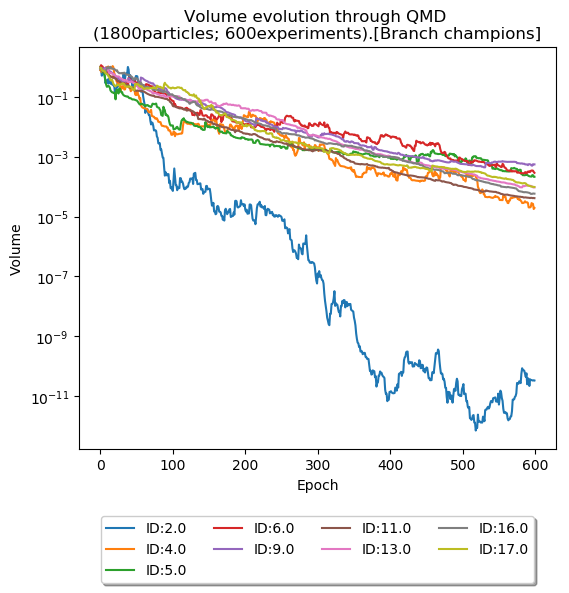 Volume evolution through QMD
(1800particles; 600experiments).[Branch champions]
Volume
10⁻¹
10⁻³
10⁻⁵
10⁻⁷
10⁻⁹
10⁻¹¹
0 100 200 300 400 500 600
Epoch
ID:2.0 ID:6.0 ID:11.0 ID:16.0
ID:4.0 ID:9.0 ID:13.0 ID:17.0
ID:5.0